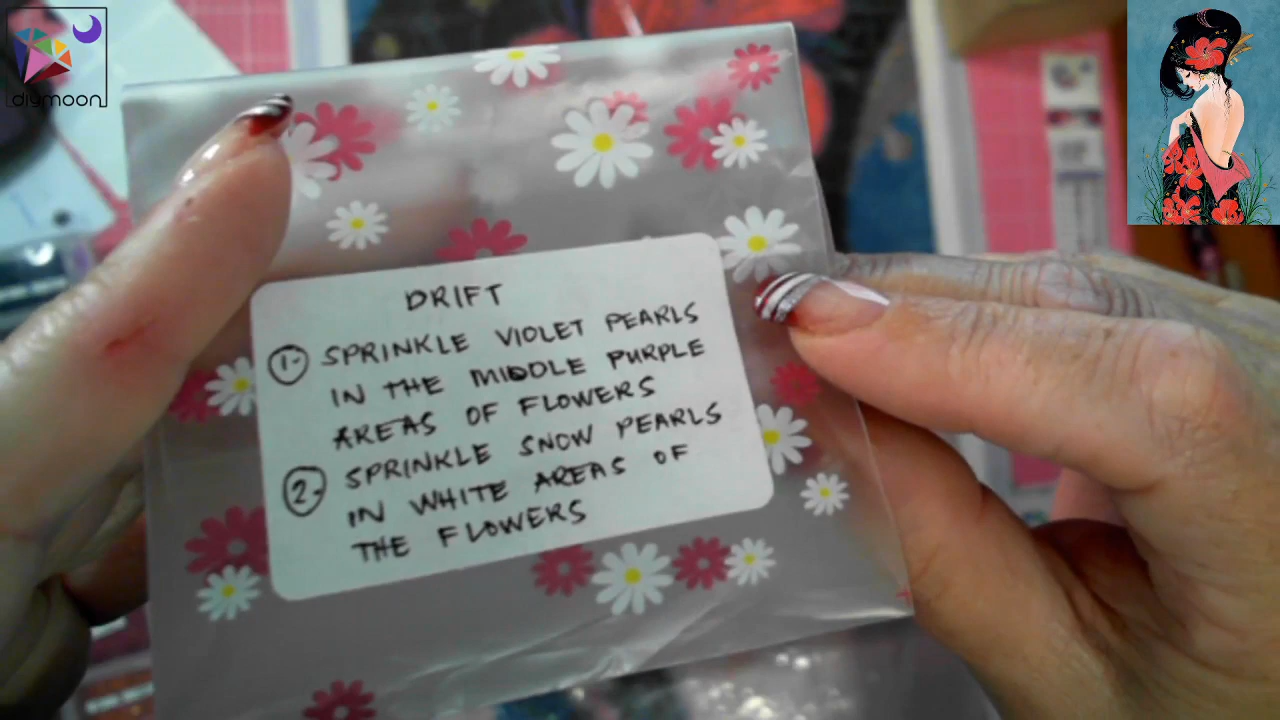 diymoon
DRIFT
1- SPRINKLE VIOLET PEARLS
IN THE MIDDLE PURPLE
AREAS OF FLOWERS
2- SPRINKLE SNOW PEARLS
IN WHITE AREAS OF
THE FLOWERS